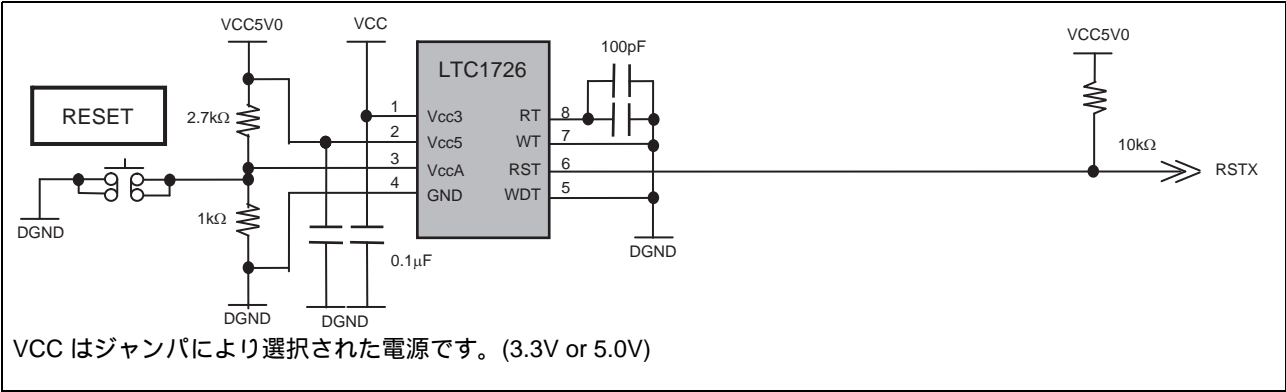 VCC5V0
VCC
VCC5V0
100pF
LTC1726
RESET
2.7kΩ
1
Vcc3
RT
8
2
Vcc5
WT
7
3
VccA
RST
6
10kΩ
RSTX
4
GND
WDT
5
1kΩ
DGND
DGND
0.1μF
DGND
DGND
VCC はジャンパにより選択された電源です。(3.3V or 5.0V)